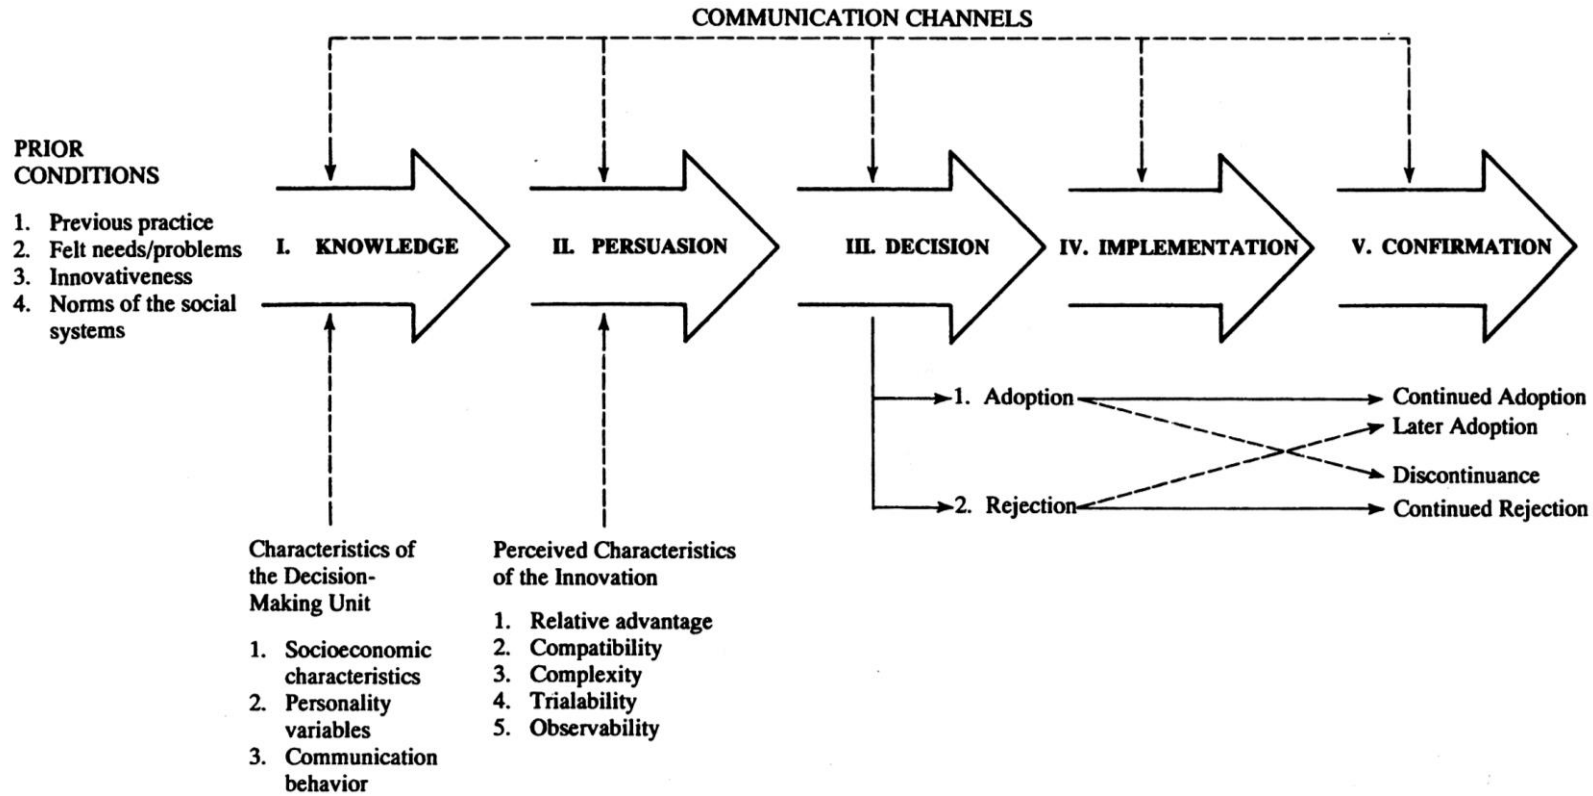 COMMUNICATION CHANNELS
PRIOR
CONDITIONS
1. Previous practice
2. Felt needs/problems
3. Innovativeness
4. Norms of the social
systems
I. KNOWLEDGE
II. PERSUASION
III. DECISION
IV. IMPLEMENTATION
V. CONFIRMATION
1. Adoption
2. Rejection
Continued Adoption
Later Adoption
Discontinuance
Continued Rejection
Characteristics of
the Decision-
Making Unit
1. Socioeconomic
characteristics
2. Personality
variables
3. Communication
behavior
Perceived Characteristics
of the Innovation
1. Relative advantage
2. Compatibility
3. Complexity
4. Trialability
5. Observability